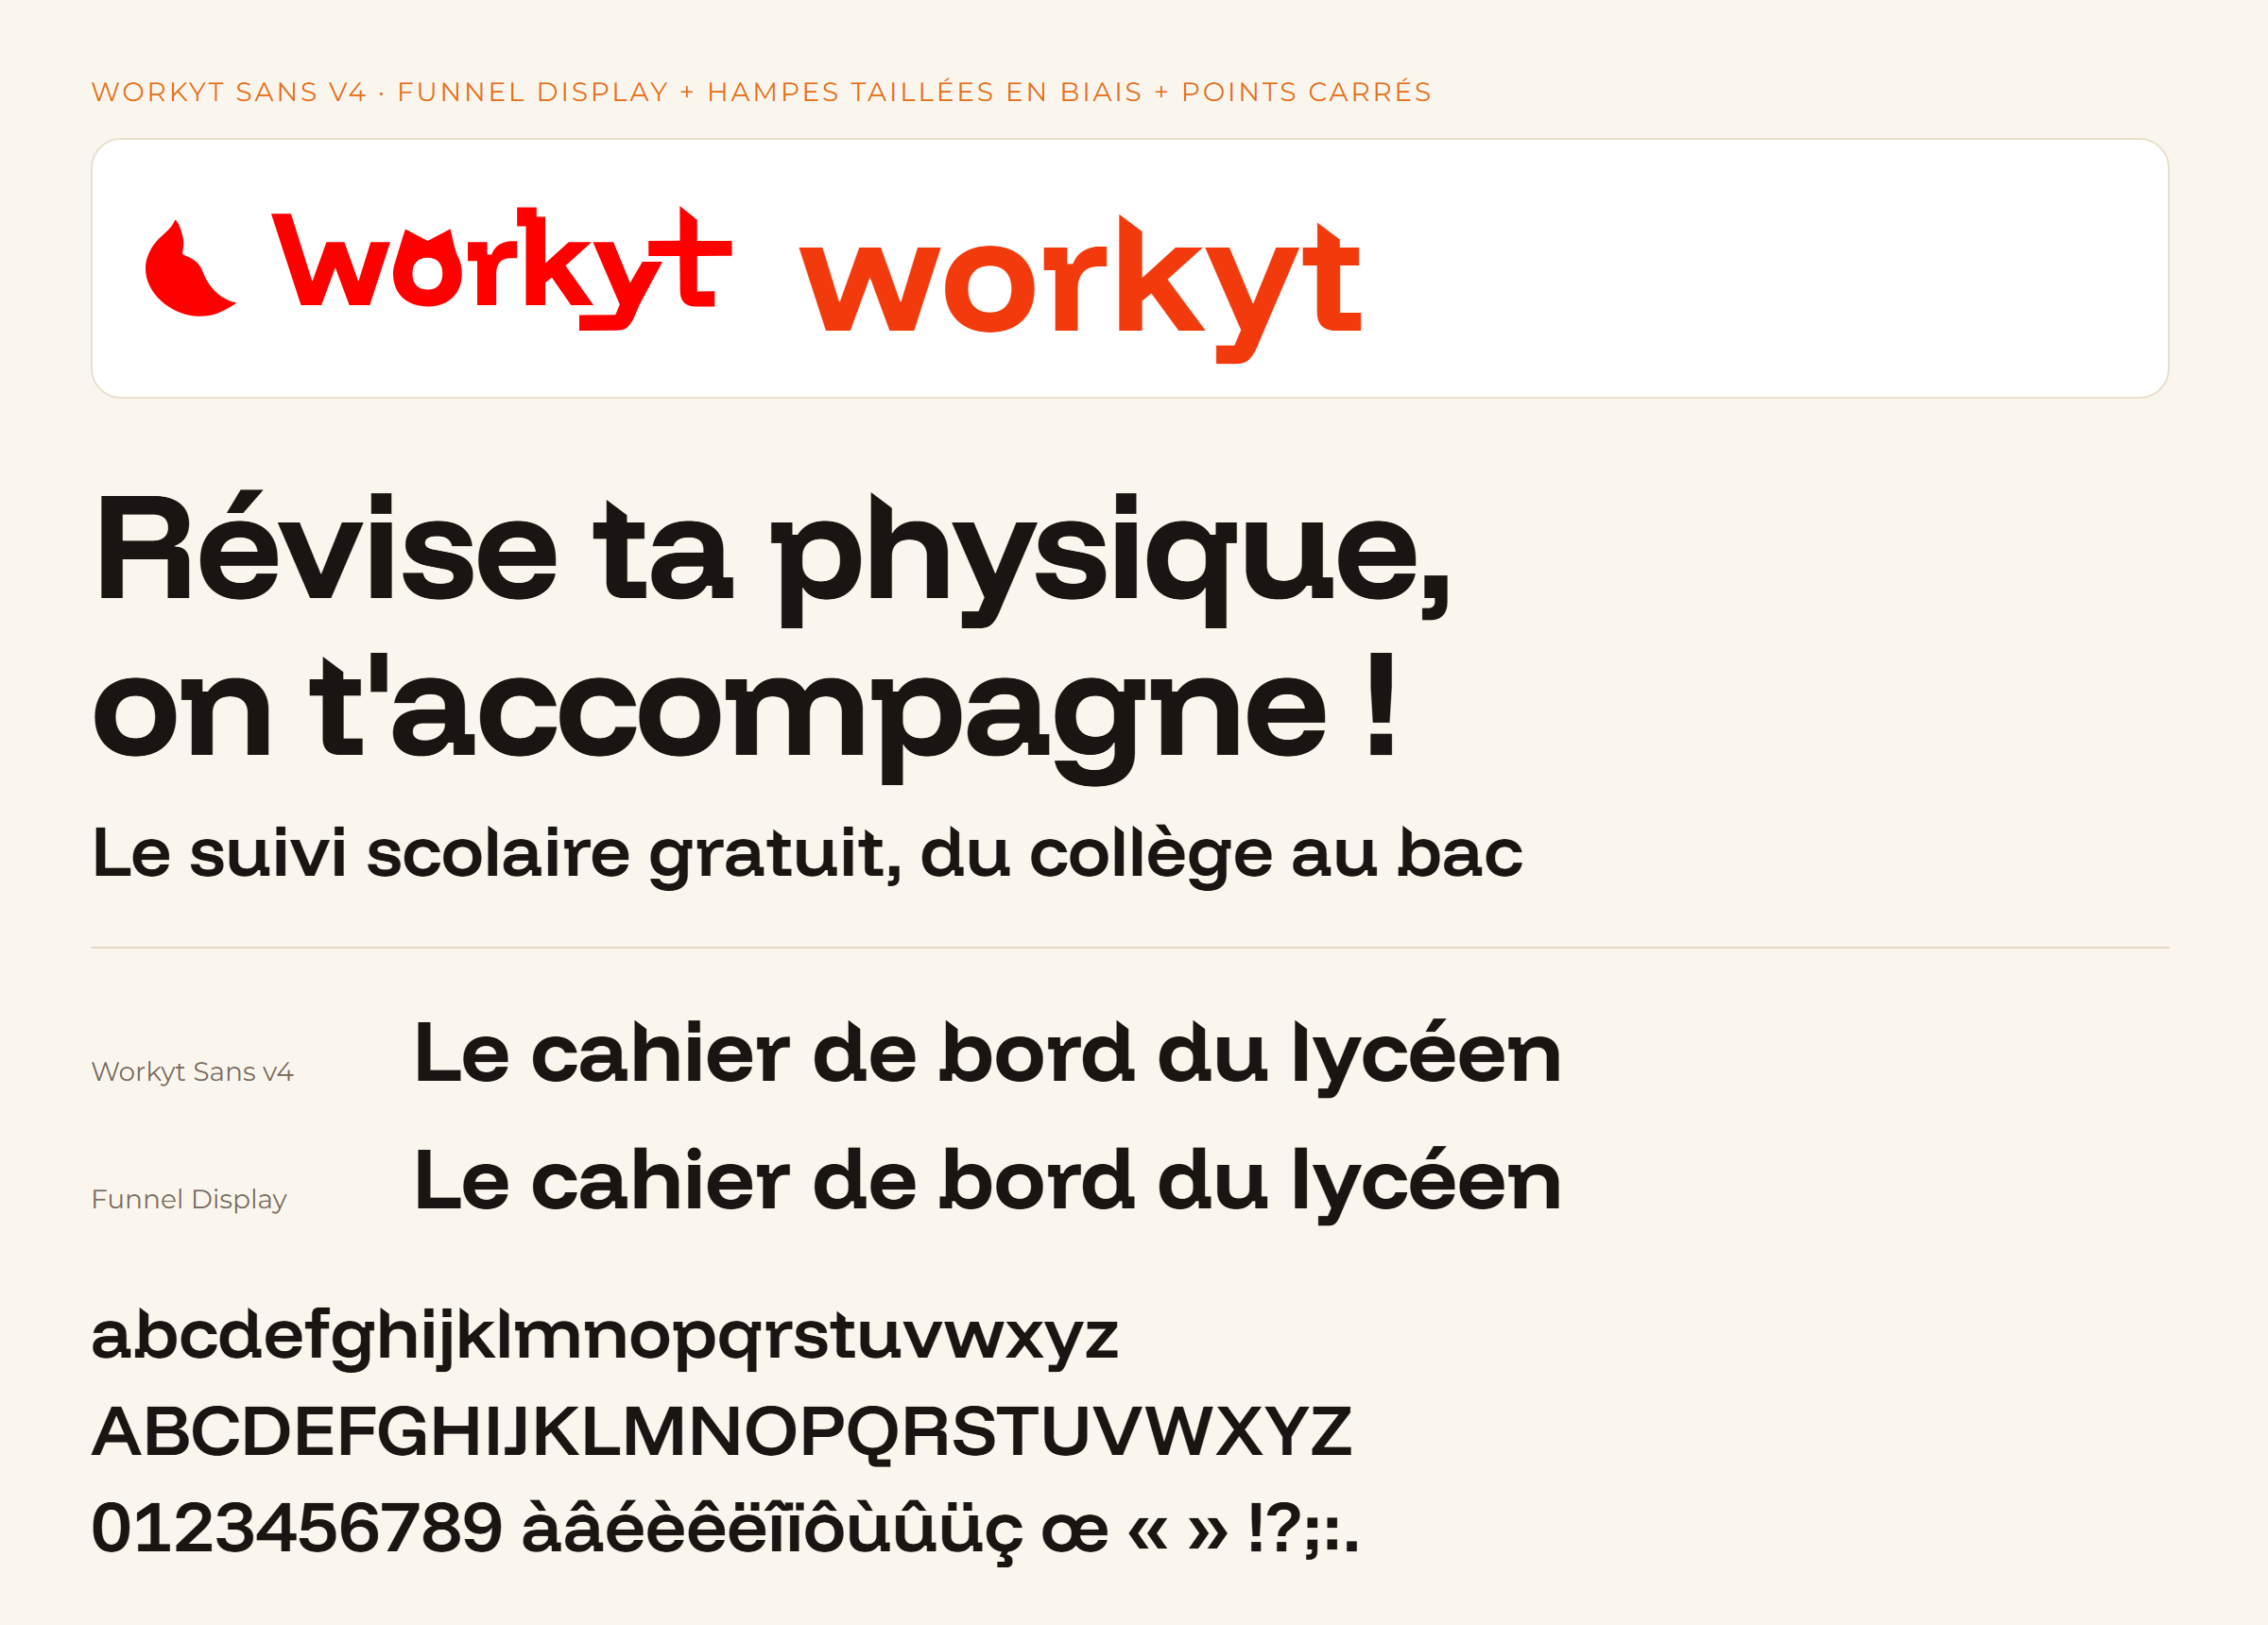 WORKYT SANS V4 · FUNNEL DISPLAY + HAMPES TAILLÉES EN BIAIS + POINTS CARRÉS
Workyt workyt
Révise ta physique,
on t'accompagne !
Le suivi scolaire gratuit, du collège au bac
Workyt Sans v4 Le cahier de bord du lycéen
Funnel Display Le cahier de bord du lycéen
abcdefghijklmnopqrstuvwxyz
ABCDEFGHIJKLMNOPQRSTUVWXYZ
0123456789 àâéèêëîïôùûüç œ « » !?;:.